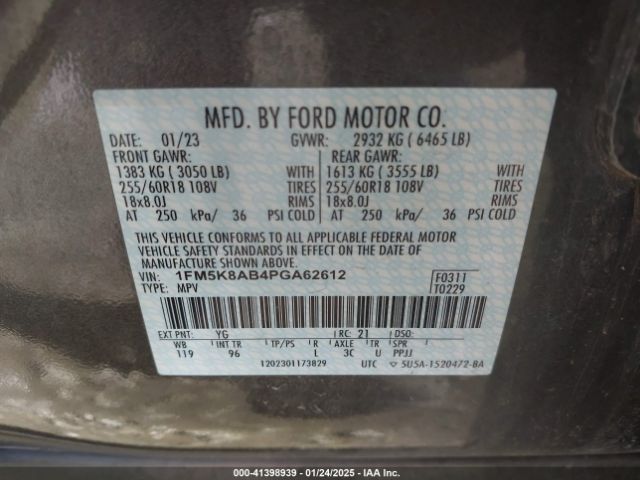 MFD. BY FORD MOTOR CO.
DATE: 01/23 GVWR: 2932 KG ( 6465 LB)
FRONT GAWR: REAR GAWR:
1383 KG ( 3050 LB) WITH 1613 KG ( 3555 LB) WITH
255/60R18 108V TIRES 255/60R18 108V TIRES
18x8.0J RIMS 18x8.0J RIMS
AT 250 kPa/ 36 PSI COLD AT 250 kPa/ 36 PSI COLD
THIS VEHICLE CONFORMS TO ALL APPLICABLE FEDERAL MOTOR
VEHICLE SAFETY STANDARDS IN EFFECT ON THE DATE OF
MANUFACTURE SHOWN ABOVE.
VIN: 1FM5K8AB4PGA62612 F0311
TYPE: MPV T0229
EXT PNT: YG RC: 21 DSO:
WB INT TR TP/PS R AXLE TR SPR
119 96 L 3C U PPJJ
1202301173829 UTC 5U5A-1520472-BA
000-41398939 - 01/24/2025 - IAA Inc.